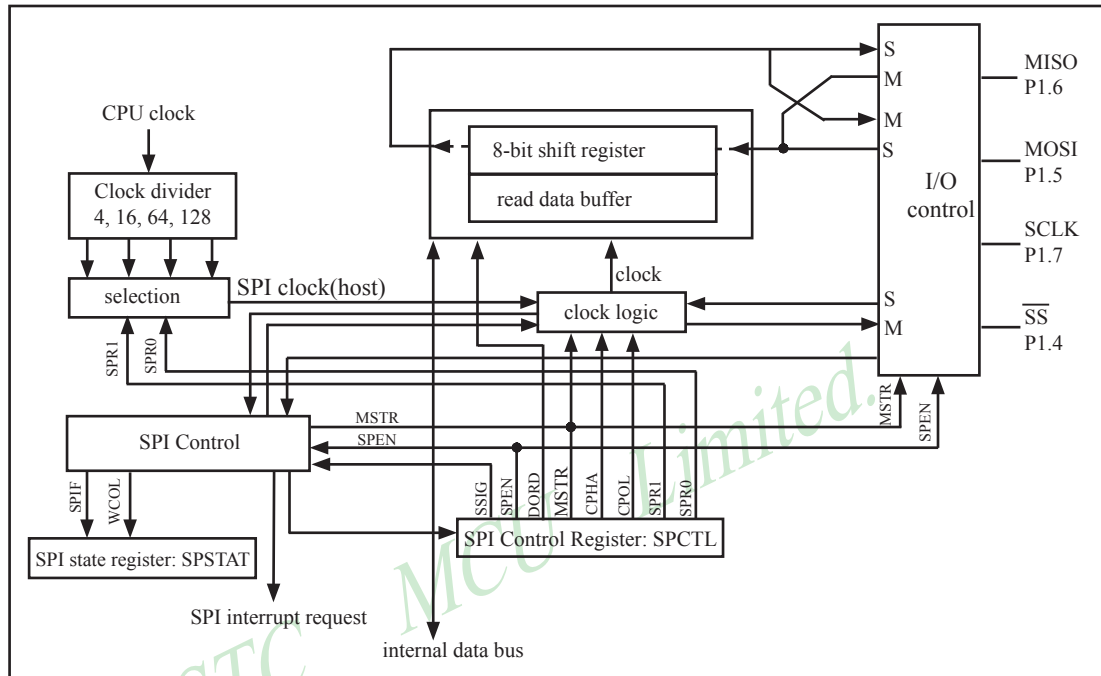 CPU clock
Clock divider
4, 16, 64, 128
selection
SPI clock(host)
SPR1
SPR0
8-bit shift register
read data buffer
clock
clock logic
S
M
M
S
S
M
I/O
control
MISO
P1.6
MOSI
P1.5
SCLK
P1.7
SS
P1.4
MSTR
SPEN
SPI Control
MSTR
SPEN
SPIF
WCOL
SSIG
SPEN
DORD
MSTR
CPHA
CPOL
SPR1
SPR0
SPI state register: SPSTAT
SPI Control Register: SPCTL
SPI interrupt request
internal data bus
STC MCU Limited.